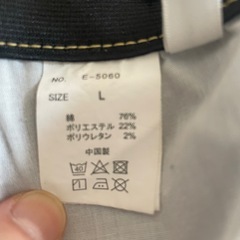 NO. E-5060
SIZE L
綿 76%
ポリエステル 22%
ポリウレタン 2%
中国製
40